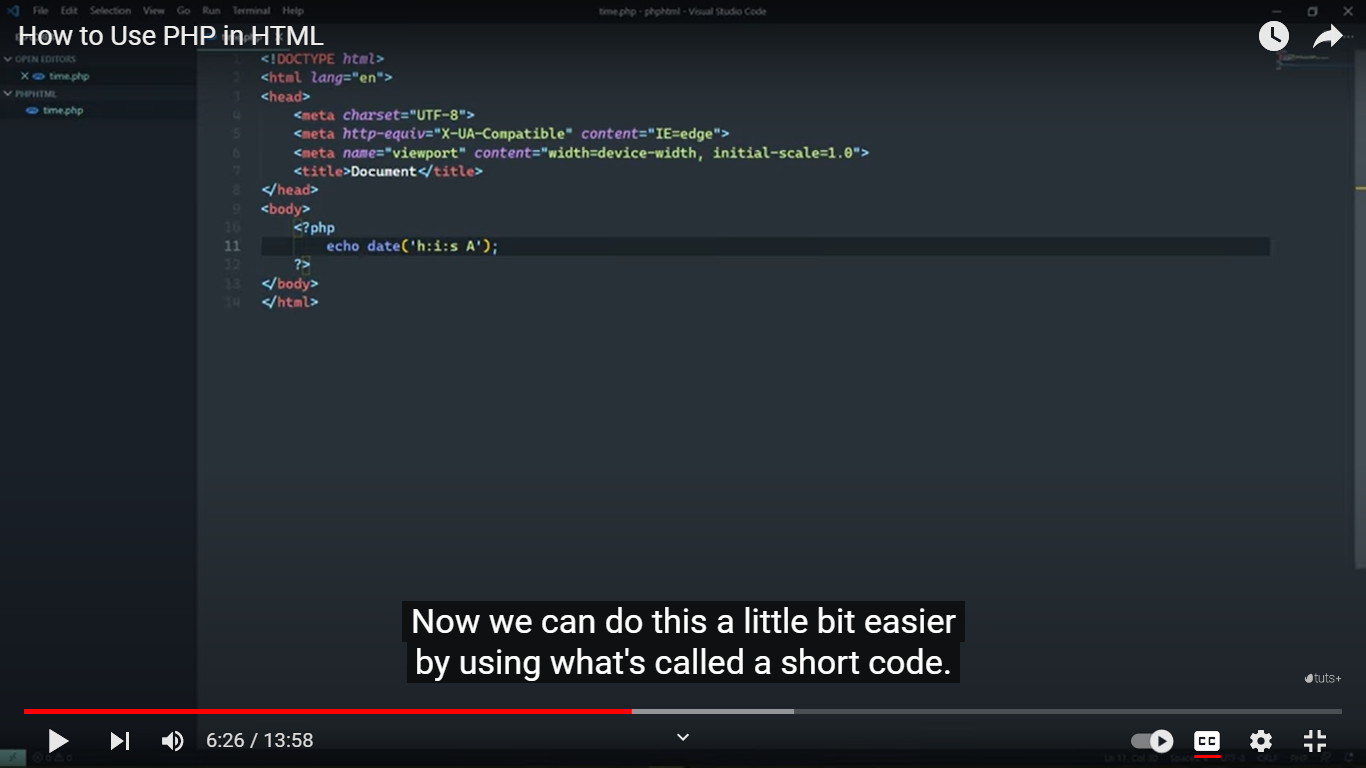 File Edit Selection View Go Run Terminal Help
time.php - phphtml - Visual Studio Code
How to Use PHP in HTML
OPEN EDITORS
time.php
PHPHTML
time.php
1 <!DOCTYPE html>
2 <html lang="en">
3 <head>
4 <meta charset="UTF-8">
5 <meta http-equiv="X-UA-Compatible" content="IE=edge">
6 <meta name="viewport" content="width=device-width, initial-scale=1.0">
7 <title>Document</title>
8 </head>
9 <body>
10 <?php
11 echo date('h:i:s A');
12 ?>
13 </body>
14 </html>
Now we can do this a little bit easier
by using what's called a short code.
tuts+
6:26 / 13:58
CC